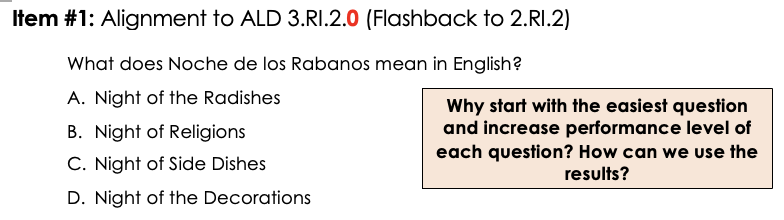 Item #1: Alignment to ALD 3.RI.2.0 (Flashback to 2.RI.2)
What does Noche de los Rabanos mean in English?
A. Night of the Radishes
B. Night of Religions
C. Night of Side Dishes
D. Night of the Decorations
Why start with the easiest question
and increase performance level of
each question? How can we use the
results?